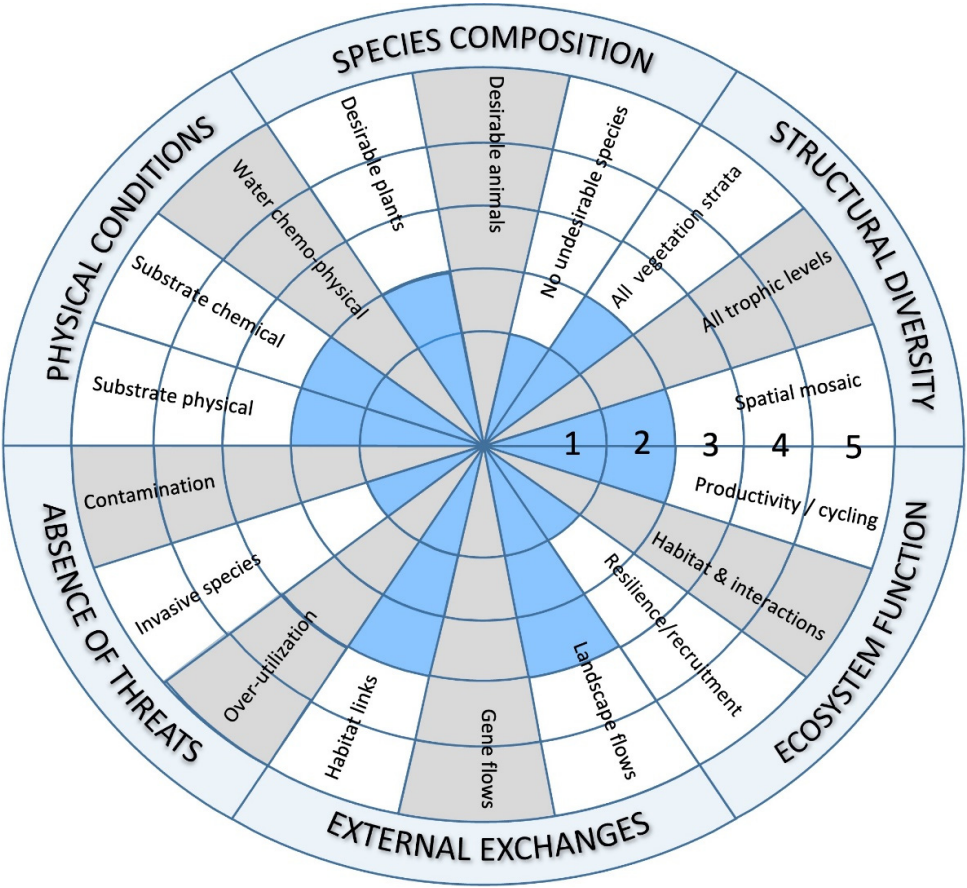 SPECIES COMPOSITION
STRUCTURAL DIVERSITY
ECOSYSTEM FUNCTION
EXTERNAL EXCHANGES
ABSENCE OF THREATS
PHYSICAL CONDITIONS
Desirable plants
Desirable animals
No undesirable species
All vegetation strata
All trophic levels
Spatial mosaic
1 2 3 4 5
Productivity / cycling
Habitat & interactions
Resilience/recruitment
Landscape flows
Gene flows
Habitat links
Over-utilization
Invasive species
Contamination
Substrate physical
Substrate chemical
Water chemo-physical